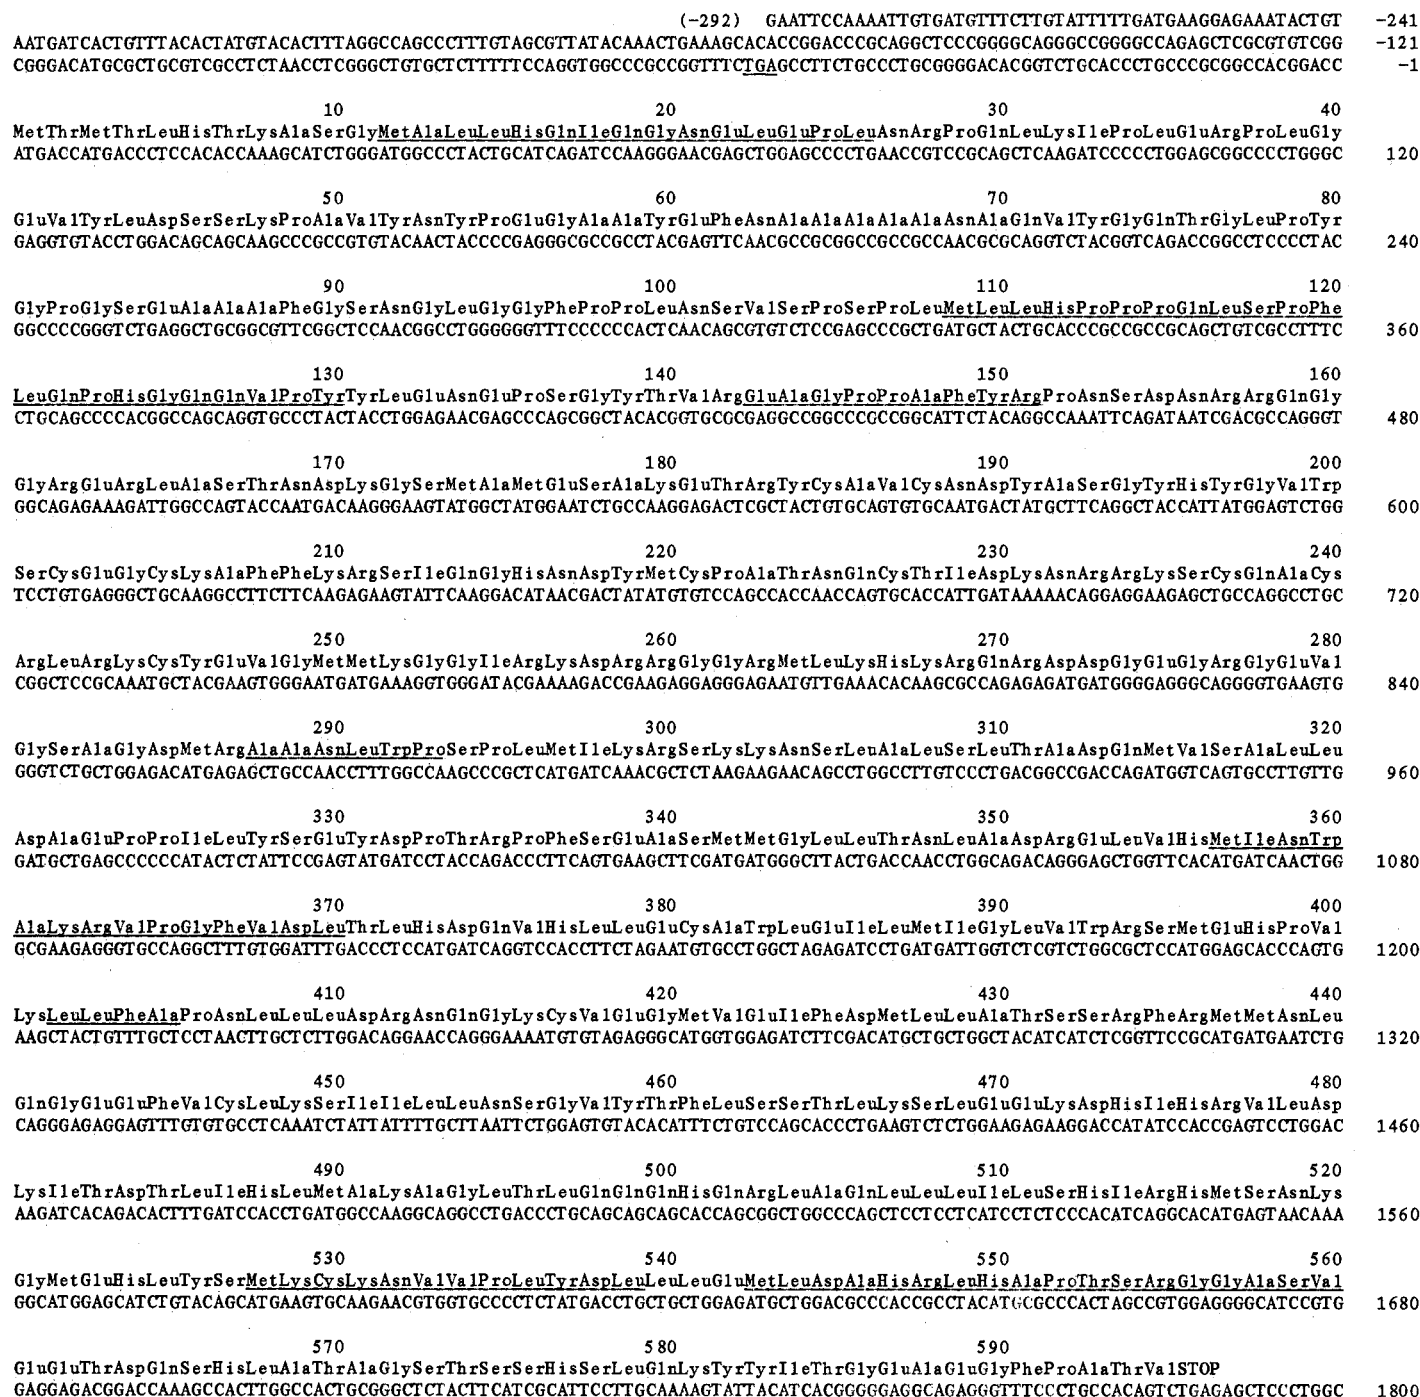 (-292) GAATTCCAAAATTGTGATGTTTCTTGTATTTTTGATGAAGGAGAAATACTGT -241
AATGATCACTGTTTACACTATGTACACTTTAGGCCAGCCCTTTGTAGCGTTATACAAACTGAAAGCACACCGGACCCGCAGGCTCCCGGGGCAGGGCCGGGGCCAGAGCTCGCGTGTCGG -121
CGGGACATGCGCTGCGTCGCCTCTAACCTCGGGCTGTGCTCTTTTTCCAGGTGGCCCGCCGGTTTCTGAGCCTTCTGCCCTGCGGGGACACGGTCTGCACCCTGCCCGCGGCCACGGACC -1
10 20 30 40
MetThrMetThrLeuHisThrLysAlaSerGlyMetAlaLeuLeuHisGlnIleGlnGlyAsnGluLeuGluProLeuAsnArgProGlnLeuLysIleProLeuGluArgProLeuGly
ATGACCATGACCCTCCACACCAAAGCATCTGGGATGGCCCTACTGCATCAGATCCAAGGGAACGAGCTGGAGCCCCTGAACCGTCCGCAGCTCAAGATCCCCCTGGAGCGGCCCCTGGGC 120
50 60 70 80
GluValTyrLeuAspSerSerLysProAlaValTyrAsnTyrProGluGlyAlaAlaTyrGluPheAsnAlaAlaAlaAlaAlaAsnAlaGlnValTyrGlyGlnThrGlyLeuProTyr
GAGGTGTACCTGGACAGCAGCAAGCCCGCCGTGTACAACTACCCCGAGGGCGCCGCCTACGAGTTCAACGCCGCGGCCGCCGCCAACGCGCAGGTCTACGGTCAGACCGGCCTCCCCTAC 240
90 100 110 120
GlyProGlySerGluAlaAlaAlaPheGlySerAsnGlyLeuGlyGlyPheProProLeuAsnSerValSerProSerProLeuMetLeuLeuHisProProProGlnLeuSerProPhe
GGCCCCGGGTCTGAGGCTGCGGCGTTCGGCTCCAACGGCCTGGGGGGTTTCCCCCCACTCAACAGCGTGTCTCCGAGCCCGCTGATGCTACTGCACCCGCCGCCGCAGCTGTCGCCTTTC 360
130 140 150 160
LeuGlnProHisGlyGlnGlnValProTyrTyrLeuGluAsnGluProSerGlyTyrThrValArgGluAlaGlyProProAlaPheTyrArgProAsnSerAspAsnArgArgGlnGly
CTGCAGCCCCACGGCCAGCAGGTGCCCTACTACCTGGAGAACGAGCCCAGCGGCTACACGGTGCGCGAGGCCGGCCCGCCGGCATTCTACAGGCCAAATTCAGATAATCGACGCCAGGGT 480
170 180 190 200
GlyArgGluArgLeuAlaSerThrAsnAspLysGlySerMetAlaMetGluSerAlaLysGluThrArgTyrCysAlaValCysAsnAspTyrAlaSerGlyTyrHisTyrGlyValTrp
GGCAGAGAAAGATTGGCCAGTACCAATGACAAGGGAAGTATGGCTATGGAATCTGCCAAGGAGACTCGCTACTGTGCAGTGTGCAATGACTATGCTTCAGGCTACCATTATGGAGTCTGG 600
210 220 230 240
SerCysGluGlyCysLysAlaPhePheLysArgSerIleGlnGlyHisAsnAspTyrMetCysProAlaThrAsnGlnCysThrIleAspLysAsnArgArgLysSerCysGlnAlaCys
TCCTGTGAGGGCTGCAAGGCCTTCTTCAAGAGAAGTATTCAAGGACATAACGACTATATGTGTCCAGCCACCAACCAGTGCACCATTGATAAAAACAGGAGGAAGAGCTGCCAGGCCTGC 720
250 260 270 280
ArgLeuArgLysCysTyrGluValGlyMetMetLysGlyGlyIleArgLysAspArgArgGlyGlyArgMetLeuLysHisLysArgGlnArgAspAspGlyGluGlyArgGlyGluVal
CGGCTCCGCAAATGCTACGAAGTGGGAATGATGAAAGGTGGGATACGAAAAGACCGAAGAGGAGGGAGAATGTTGAAACACAAGCGCCAGAGAGATGATGGGGAGGGCAGGGGTGAAGTG 840
290 300 310 320
GlySerAlaGlyAspMetArgAlaAlaAsnLeuTrpProSerProLeuMetIleLysArgSerLysLysAsnSerLeuAlaLeuSerLeuThrAlaAspGlnMetValSerAlaLeuLeu
GGGTCTGCTGGAGACATGAGAGCTGCCAACCTTTGGCCAAGCCCGCTCATGATCAAACGCTCTAAGAAGAACAGCCTGGCCTTGTCCCTGACGGCCGACCAGATGGTCAGTGCCTTGTTG 960
330 340 350 360
AspAlaGluProProIleLeuTyrSerGluTyrAspProThrArgProPheSerGluAlaSerMetMetGlyLeuLeuThrAsnLeuAlaAspArgGluLeuValHisMetIleAsnTrp
GATGCTGAGCCCCCCATACTCTATTCCGAGTATGATCCTACCAGACCCTTCAGTGAAGCTTCGATGATGGGCTTACTGACCAACCTGGCAGACAGGGAGCTGGTTCACATGATCAACTGG 1080
370 380 390 400
AlaLysArgValProGlyPheValAspLeuThrLeuHisAspGlnValHisLeuLeuGluCysAlaTrpLeuGluIleLeuMetIleGlyLeuValTrpArgSerMetGluHisProVal
GCGAAGAGGGTGCCAGGCTTTGTGGATTTGACCCTCCATGATCAGGTCCACCTTCTAGAATGTGCCTGGCTAGAGATCCTGATGATTGGTCTCGTCTGGCGCTCCATGGAGCACCCAGTG 1200
410 420 430 440
LysLeuLeuPheAlaProAsnLeuLeuLeuAspArgAsnGlnGlyLysCysValGluGlyMetValGluIlePheAspMetLeuLeuAlaThrSerSerArgPheArgMetMetAsnLeu
AAGCTACTGTTTGCTCCTAACTTGCTCTTGGACAGGAACCAGGGAAAATGTGTAGAGGGCATGGTGGAGATCTTCGACATGCTGCTGGCTACATCATCTCGGTTCCGCATGATGAATCTG 1320
450 460 470 480
GlnGlyGluGluPheValCysLeuLysSerIleIleLeuLeuAsnSerGlyValTyrThrPheLeuSerSerThrLeuLysSerLeuGluGluLysAspHisIleHisArgValLeuAsp
CAGGGAGAGGAGTTTGTGTGCCTCAAATCTATTATTTTGCTTAATTCTGGAGTGTACACATTTCTGTCCAGCACCCTGAAGTCTCTGGAAGAGAAGGACCATATCCACCGAGTCCTGGAC 1460
490 500 510 520
LysIleThrAspThrLeuIleHisLeuMetAlaLysAlaGlyLeuThrLeuGlnGlnGlnHisGlnArgLeuAlaGlnLeuLeuLeuIleLeuSerHisIleArgHisMetSerAsnLys
AAGATCACAGACACTTTGATCCACCTGATGGCCAAGGCAGGCCTGACCCTGCAGCAGCAGCACCAGCGGCTGGCCCAGCTCCTCCTCATCCTCTCCCACATCAGGCACATGAGTAACAAA 1560
530 540 550 560
GlyMetGluHisLeuTyrSerMetLysCysLysAsnValValProLeuTyrAspLeuLeuLeuGluMetLeuAspAlaHisArgLeuHisAlaProThrSerArgGlyGlyAlaSerVal
GGCATGGAGCATCTGTACAGCATGAAGTGCAAGAACGTGGTGCCCCTCTATGACCTGCTGCTGGAGATGCTGGACGCCCACCGCCTACATGCGCCCACTAGCCGTGGAGGGGCATCCGTG 1680
570 580 590
GluGluThrAspGlnSerHisLeuAlaThrAlaGlySerThrSerSerHisSerLeuGlnLysTyrTyrIleThrGlyGluAlaGluGlyPheProAlaThrValSTOP
GAGGAGACGGACCAAAGCCACTTGGCCACTGCGGGCTCTACTTCATCGCATTCCTTGCAAAAGTATTACATCACGGGGGAGGCAGAGGGTTTCCCTGCCACAGTCTGAGAGCTCCCTGGC 1800